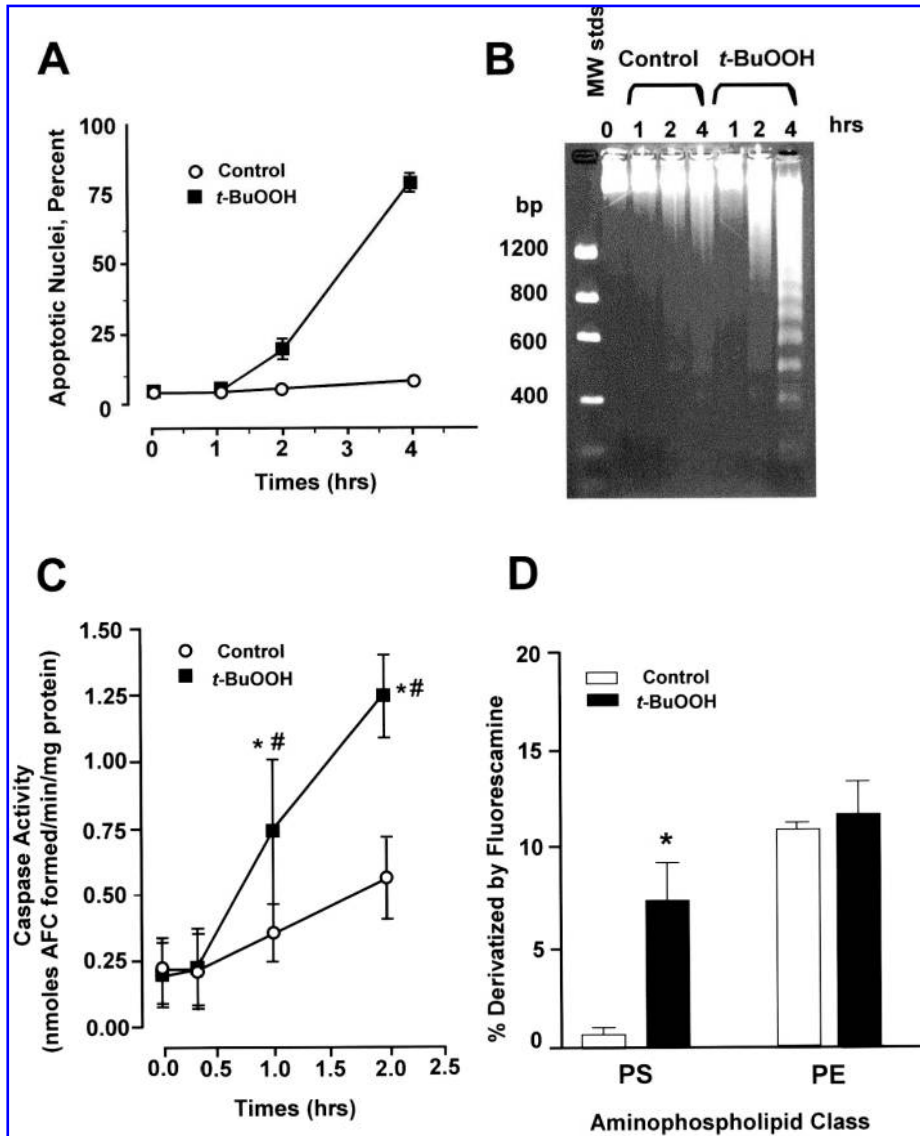 A
100
75
50
25
0
Apoptotic Nuclei, Percent
Control
t-BuOOH
0 1 2 3 4
Times (hrs)
B
MW stds
Control t-BuOOH
0 1 2 4 1 2 4 hrs
bp
1200
800
600
400
C
1.50
1.25
1.00
0.75
0.50
0.25
0.00
Caspase Activity
(nmoles AFC formed/min/mg protein)
Control
t-BuOOH
* #
* #
0.0 0.5 1.0 1.5 2.0 2.5
Times (hrs)
D
20
15
10
5
0
% Derivatized by Fluorescamine
Control
t-BuOOH
*
PS PE
Aminophospholipid Class